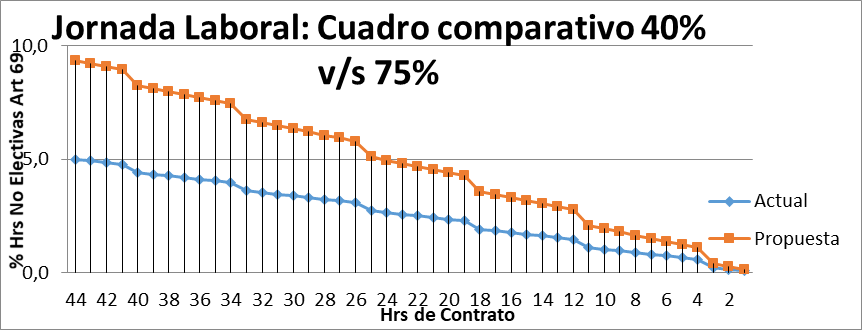 Jornada Laboral: Cuadro comparativo 40%
v/s 75%
% Hrs No Electivas Art 69
10,0
5,0
0,0
44 42 40 38 36 34 32 30 28 26 24 22 20 18 16 14 12 10 8 6 4 2
Hrs de Contrato
Actual
Propuesta